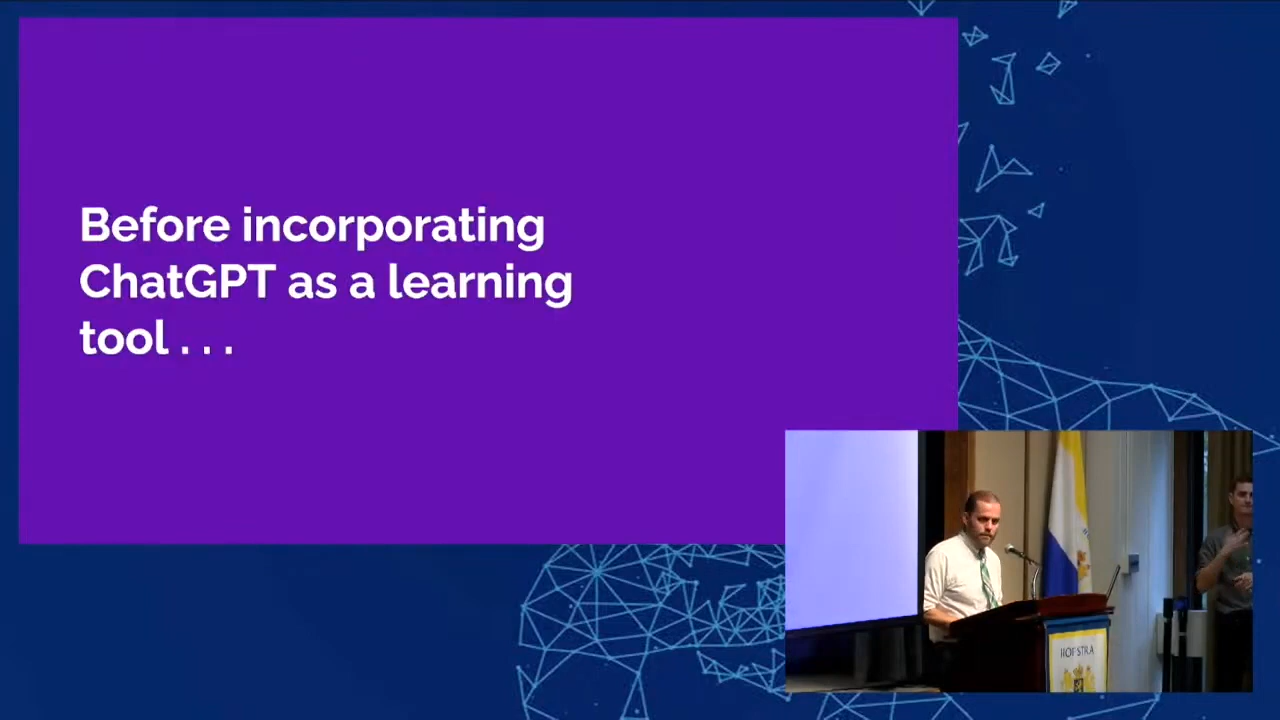 Before incorporating
ChatGPT as a learning
tool . . .
HOFSTRA